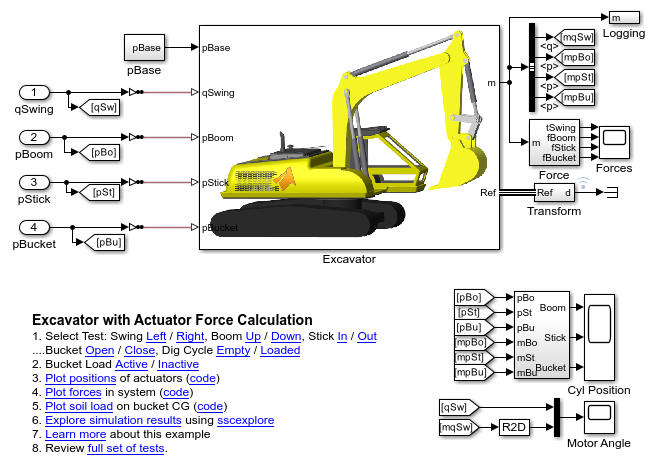 m
Logging
pBase
pBase
pBase
m
<q>
[mqSw]
<p>
[mpBo]
<p>
[mpSt]
<p>
[mpBu]
1
qSwing
[qSw]
qSwing
2
pBoom
[pBo]
pBoom
3
pStick
[pSt]
pStick
4
pBucket
[pBu]
pBucket
m
tSwing
fBoom
fStick
fBucket
Force
Forces
Ref
Ref
d
Transform
Excavator
Excavator with Actuator Force Calculation
1. Select Test: Swing Left / Right, Boom Up / Down, Stick In / Out
....Bucket Open / Close, Dig Cycle Empty / Loaded
2. Bucket Load Active / Inactive
3. Plot positions of actuators (code)
4. Plot forces in system (code)
5. Plot soil load on bucket CG (code)
6. Explore simulation results using sscexplore
7. Learn more about this example
8. Review full set of tests.
[pBo]
pBo
[pSt]
pSt
[pBu]
pBu
[mpBo]
mBo
[mpSt]
mSt
[mpBu]
mBu
Boom
Stick
Bucket
Cyl Position
[qSw]
[mqSw]
R2D
Motor Angle